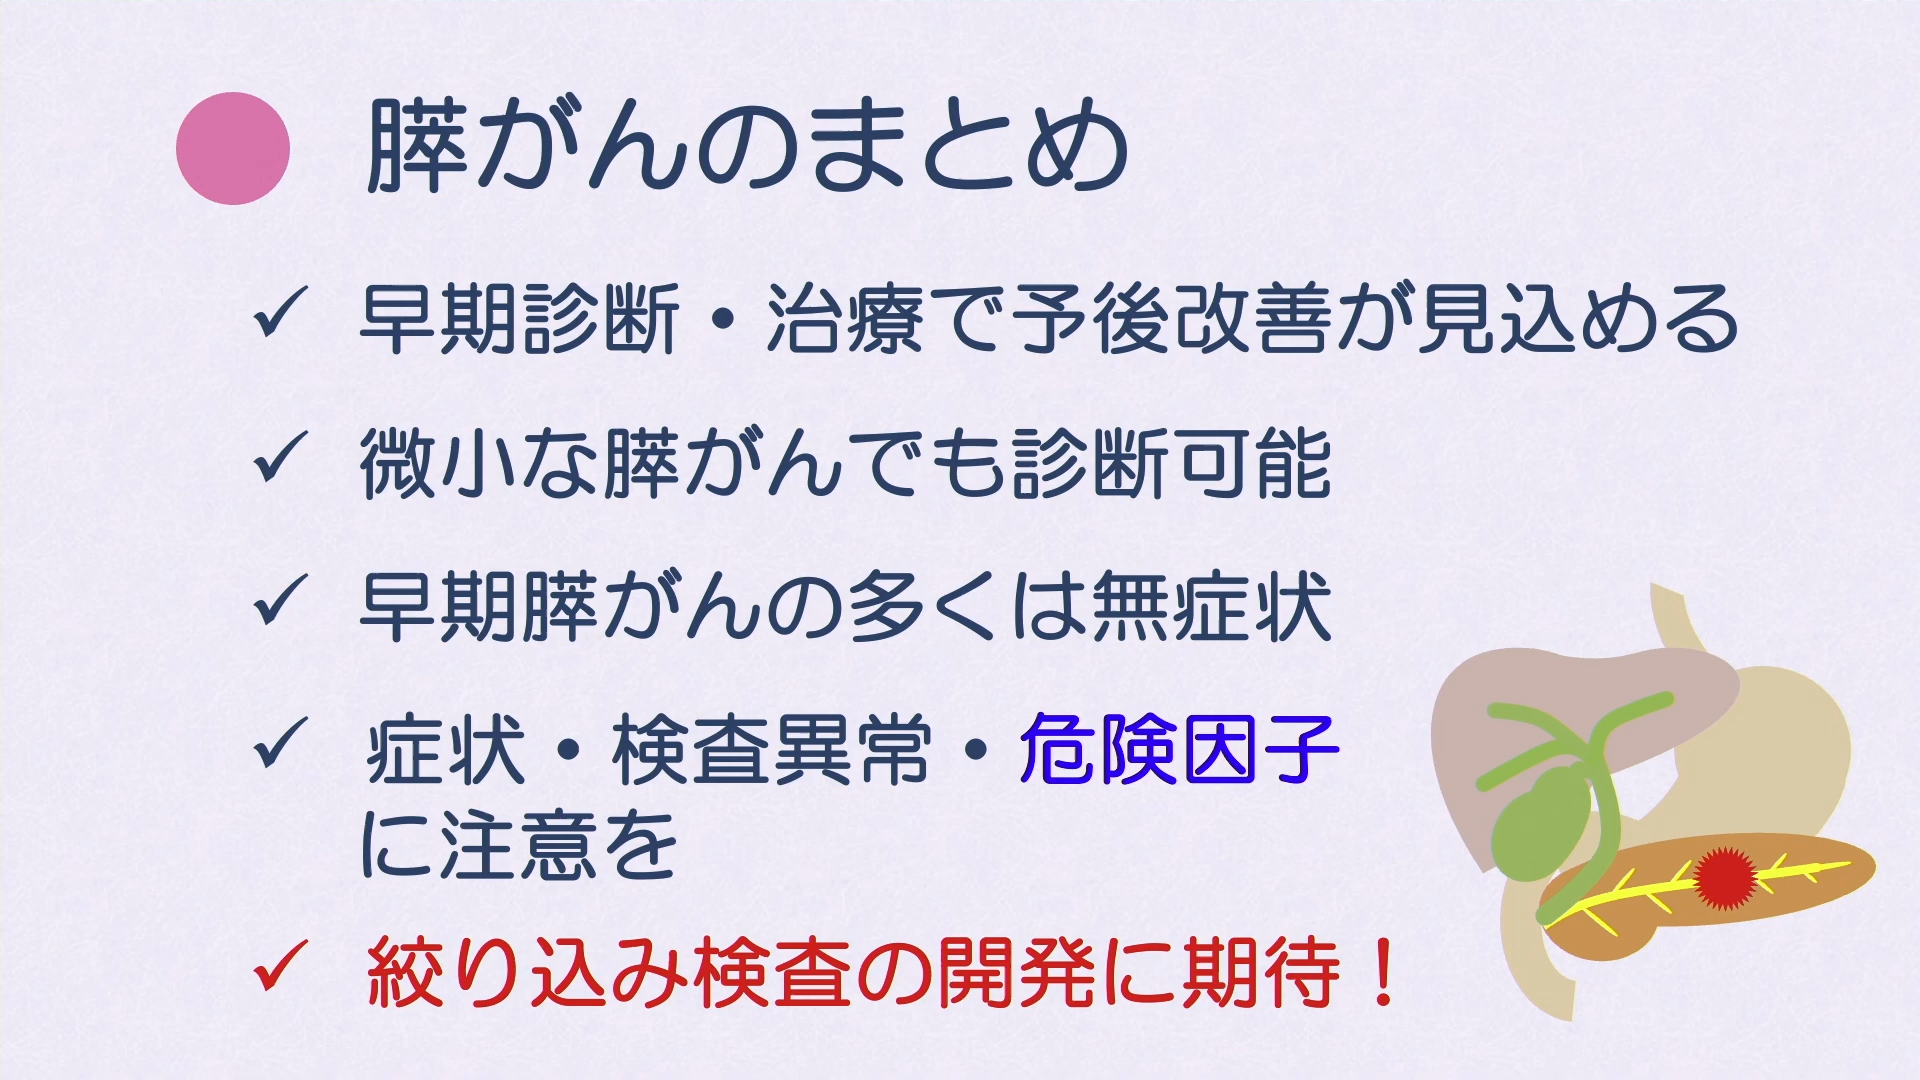 膵がんのまとめ
早期診断・治療で予後改善が見込める
微小な膵がんでも診断可能
早期膵がんの多くは無症状
症状・検査異常・危険因子
に注意を
絞り込み検査の開発に期待！